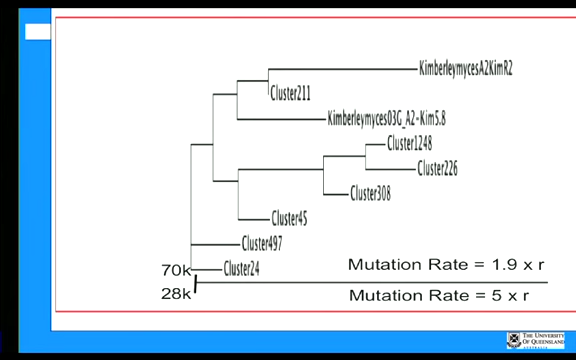 KimberleymycesA2KimR2
Cluster211
Kimberleymyces03G_A2-Kim5.8
Cluster1248
Cluster226
Cluster308
Cluster45
Cluster497
70k
Cluster24
Mutation Rate = 1.9 x r
28k
Mutation Rate = 5 x r
THE UNIVERSITY
OF QUEENSLAND
AUSTRALIA